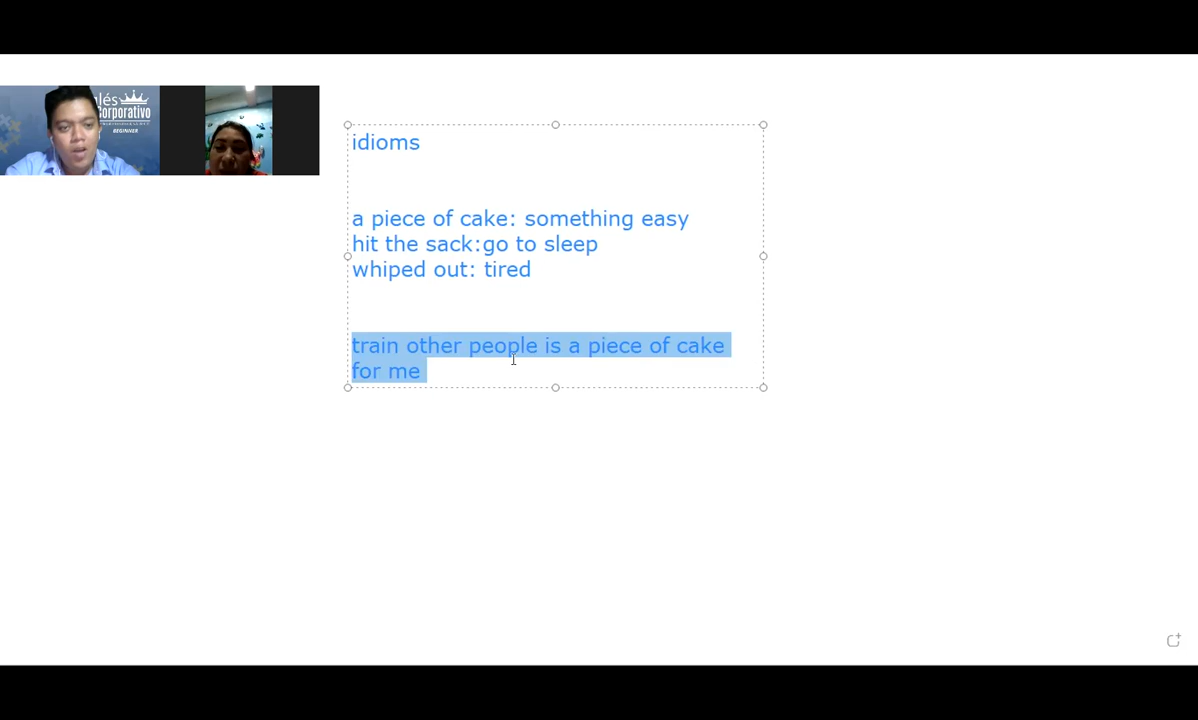 glés
Corporativo
BEGINNER
idioms
a piece of cake: something easy
hit the sack:go to sleep
whiped out: tired
train other people is a piece of cake
for me